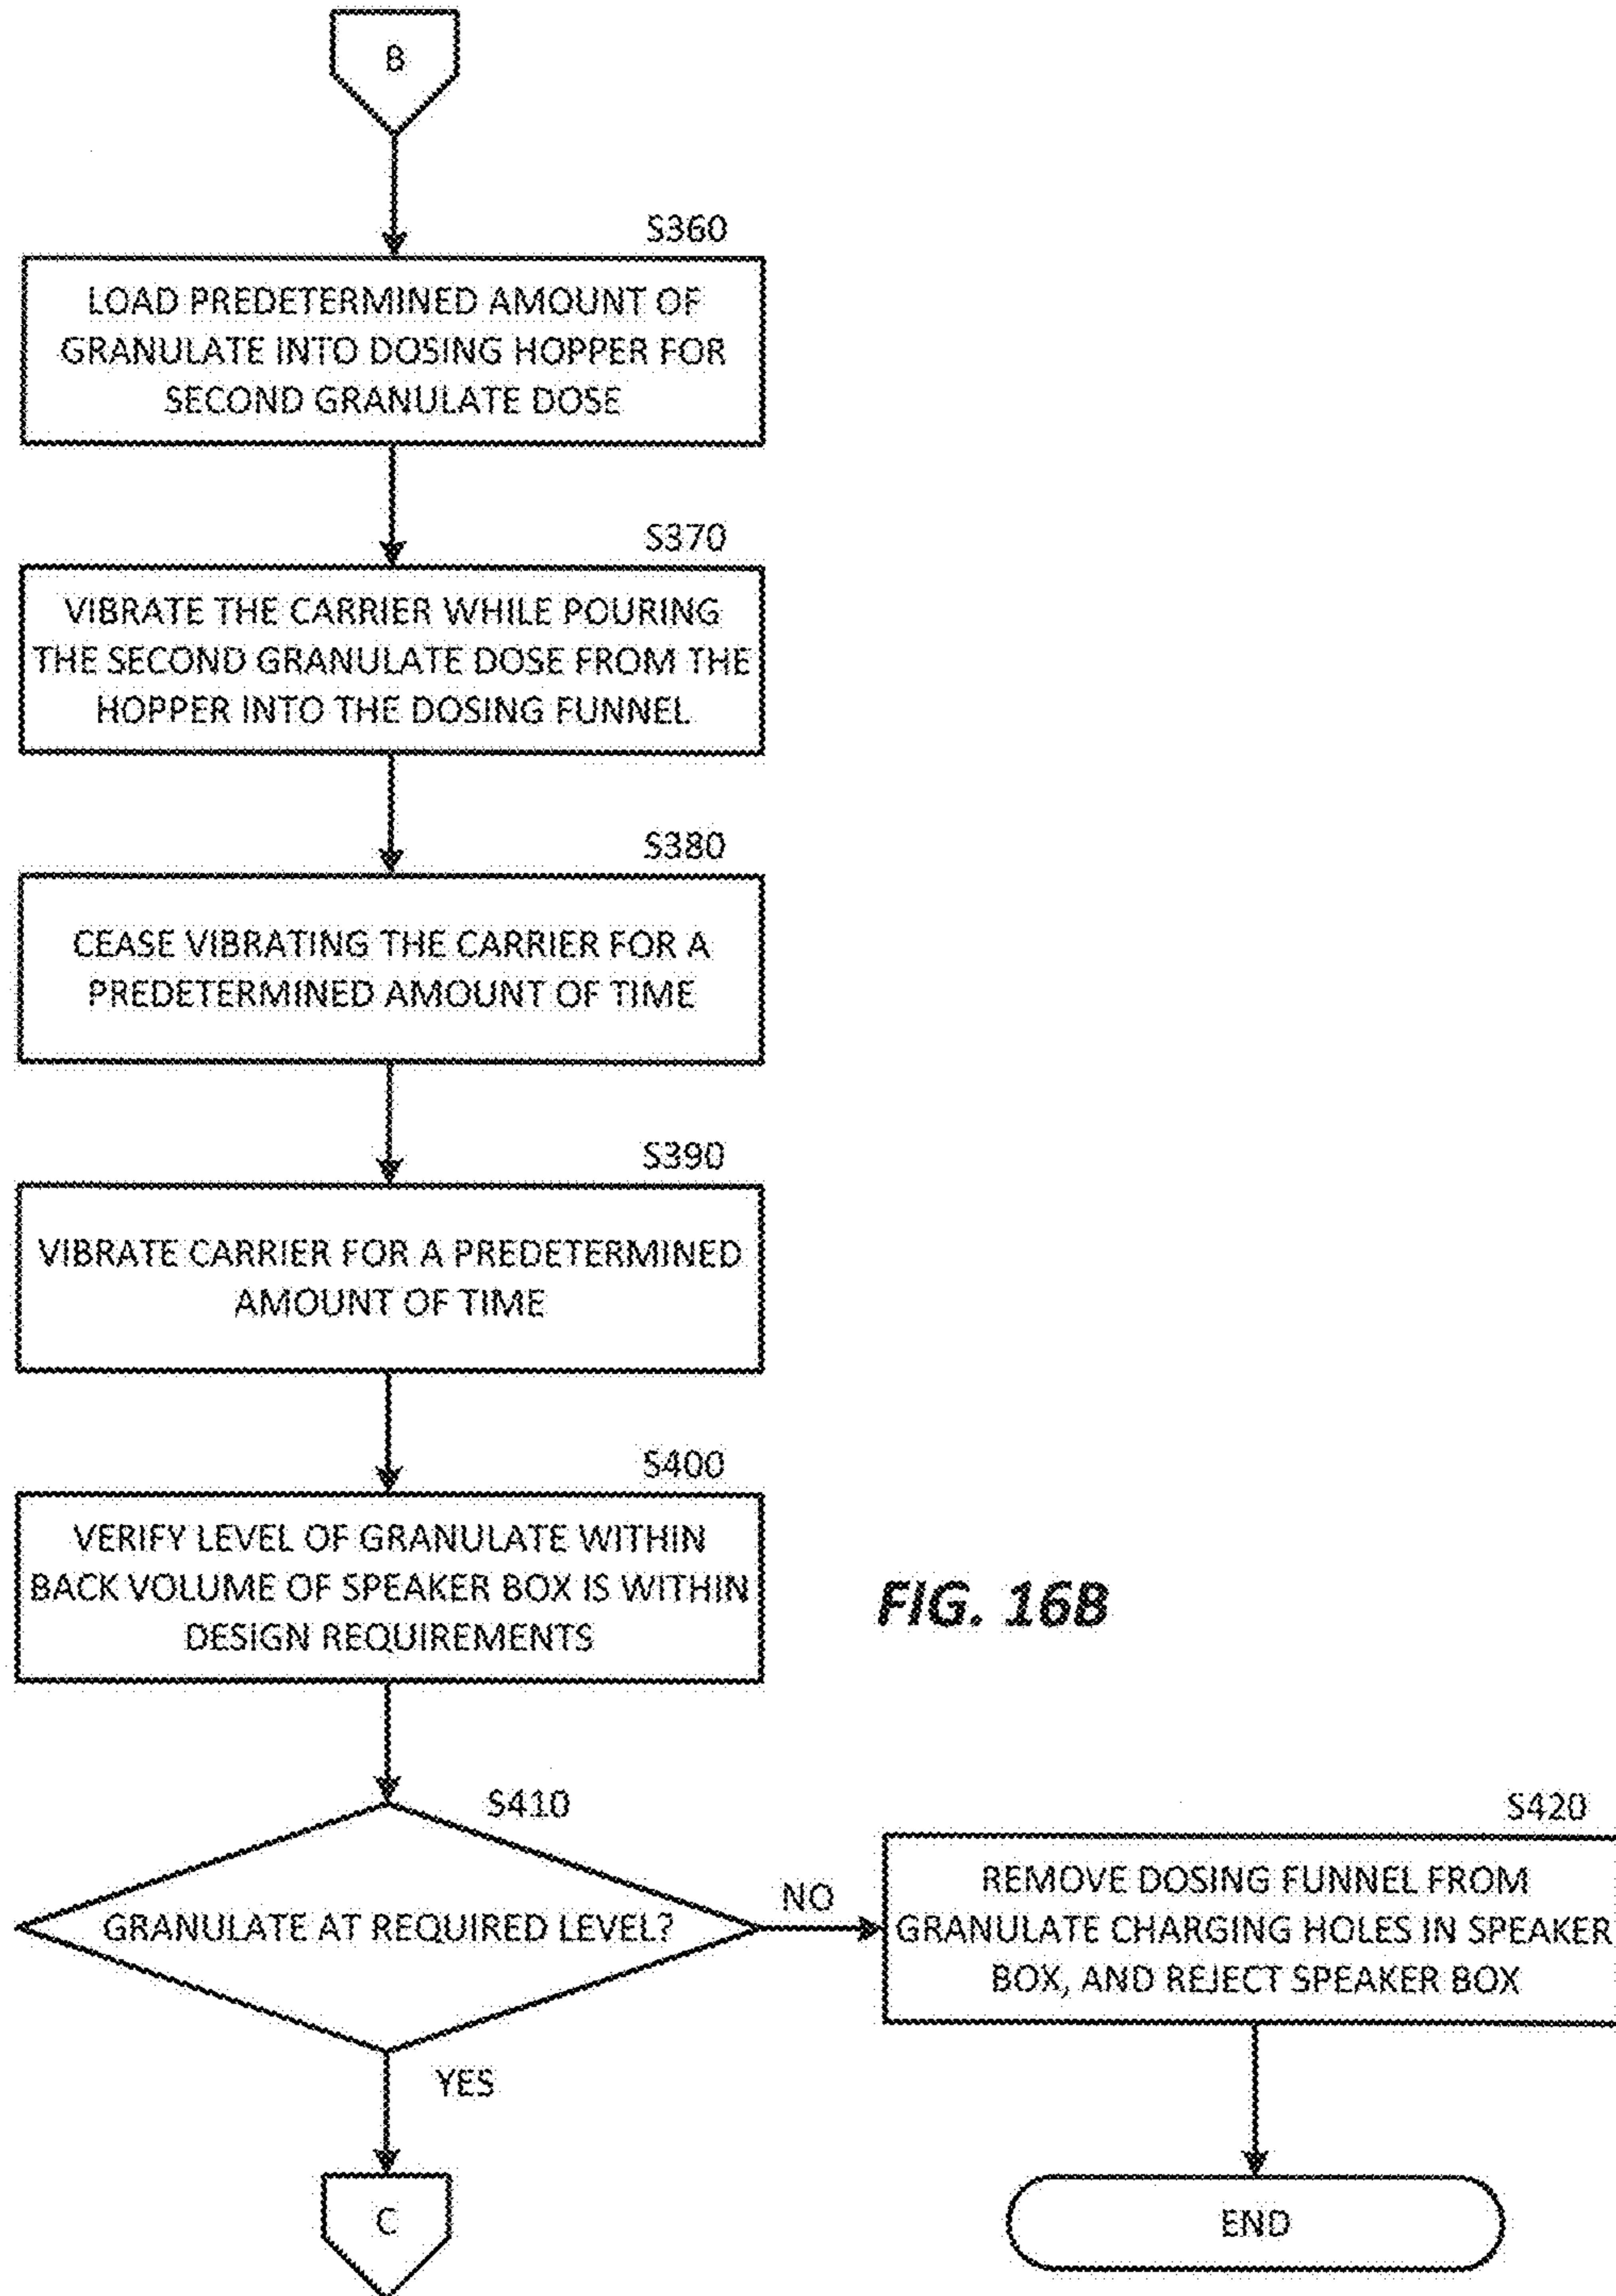 B
S360
LOAD PREDETERMINED AMOUNT OF
GRANULATE INTO DOSING HOPPER FOR
SECOND GRANULATE DOSE
S370
VIBRATE THE CARRIER WHILE POURING
THE SECOND GRANULATE DOSE FROM THE
HOPPER INTO THE DOSING FUNNEL
S380
CEASE VIBRATING THE CARRIER FOR A
PREDETERMINED AMOUNT OF TIME
S390
VIBRATE CARRIER FOR A PREDETERMINED
AMOUNT OF TIME
S400
VERIFY LEVEL OF GRANULATE WITHIN
BACK VOLUME OF SPEAKER BOX IS WITHIN
DESIGN REQUIREMENTS
FIG. 16B
S410
GRANULATE AT REQUIRED LEVEL?
NO
S420
REMOVE DOSING FUNNEL FROM
GRANULATE CHARGING HOLES IN SPEAKER
BOX, AND REJECT SPEAKER BOX
YES
C
END